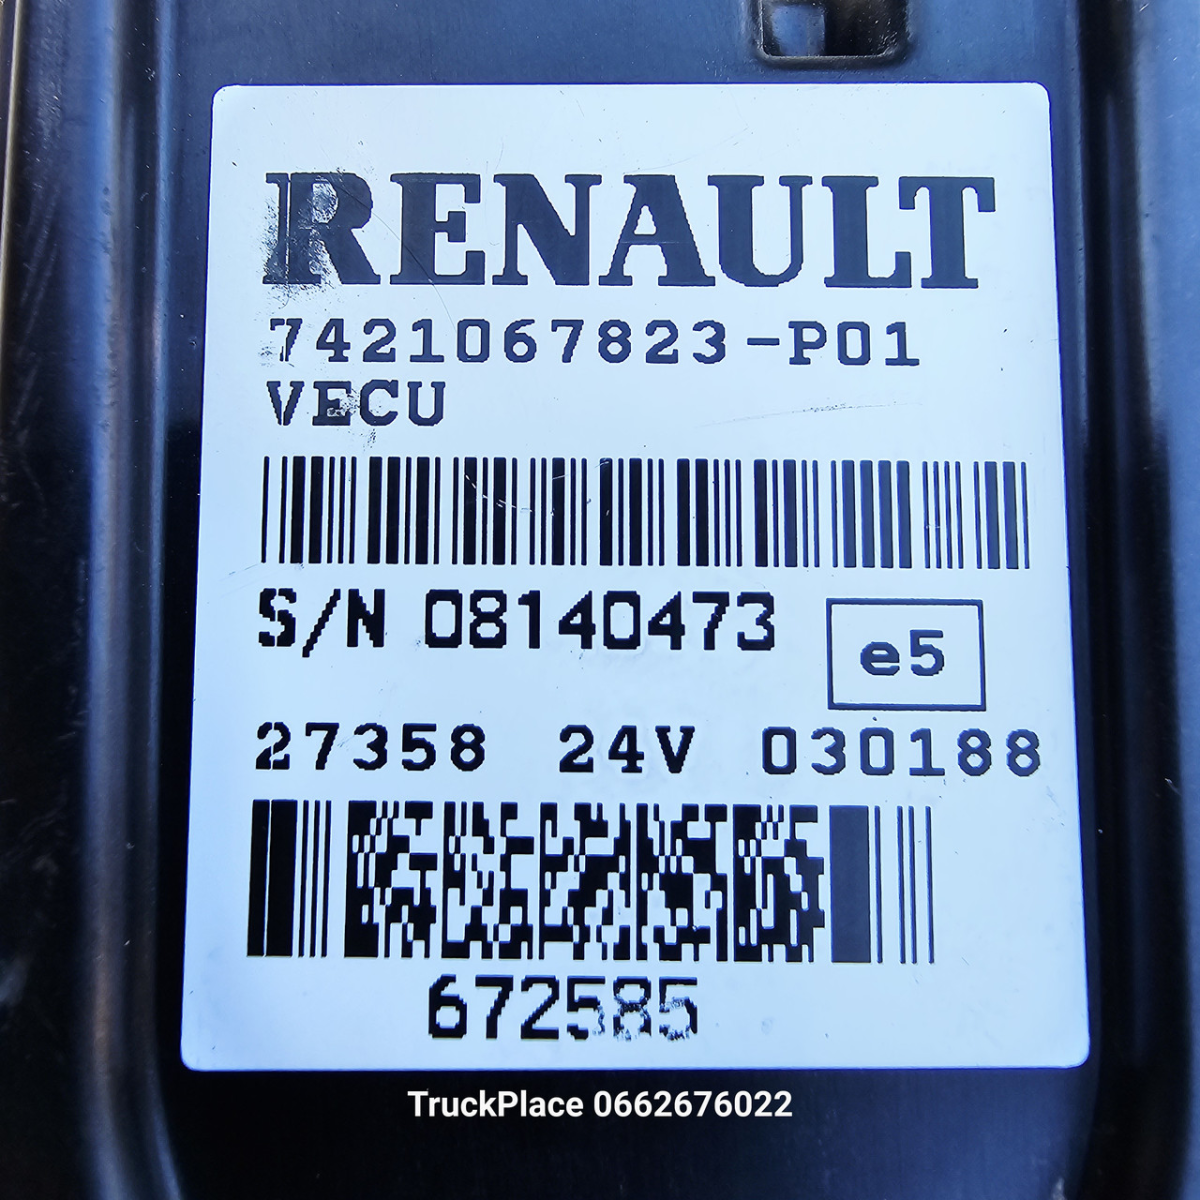 RENAULT
7421067823-P01
VECU
S/N 08140473
e5
27358 24V 030188
672585
TruckPlace 0662676022